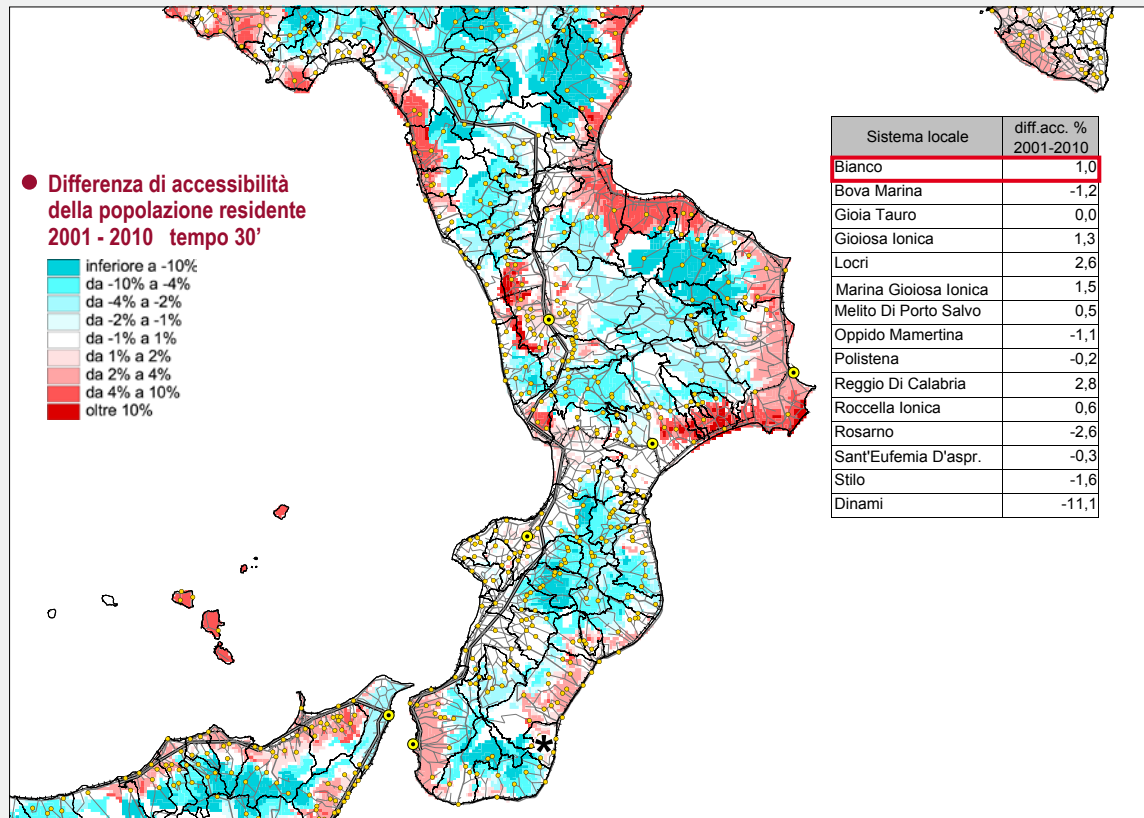 ● Differenza di accessibilità
della popolazione residente
2001 - 2010 tempo 30'
inferiore a -10%
da -10% a -4%
da -4% a -2%
da -2% a -1%
da -1% a 1%
da 1% a 2%
da 2% a 4%
da 4% a 10%
oltre 10%
Sistema locale diff.acc. % 2001-2010
Bianco 1,0
Bova Marina -1,2
Gioia Tauro 0,0
Gioiosa Ionica 1,3
Locri 2,6
Marina Gioiosa Ionica 1,5
Melito Di Porto Salvo 0,5
Oppido Mamertina -1,1
Polistena -0,2
Reggio Di Calabria 2,8
Roccella Ionica 0,6
Rosarno -2,6
Sant'Eufemia D'aspr. -0,3
Stilo -1,6
Dinami -11,1
*